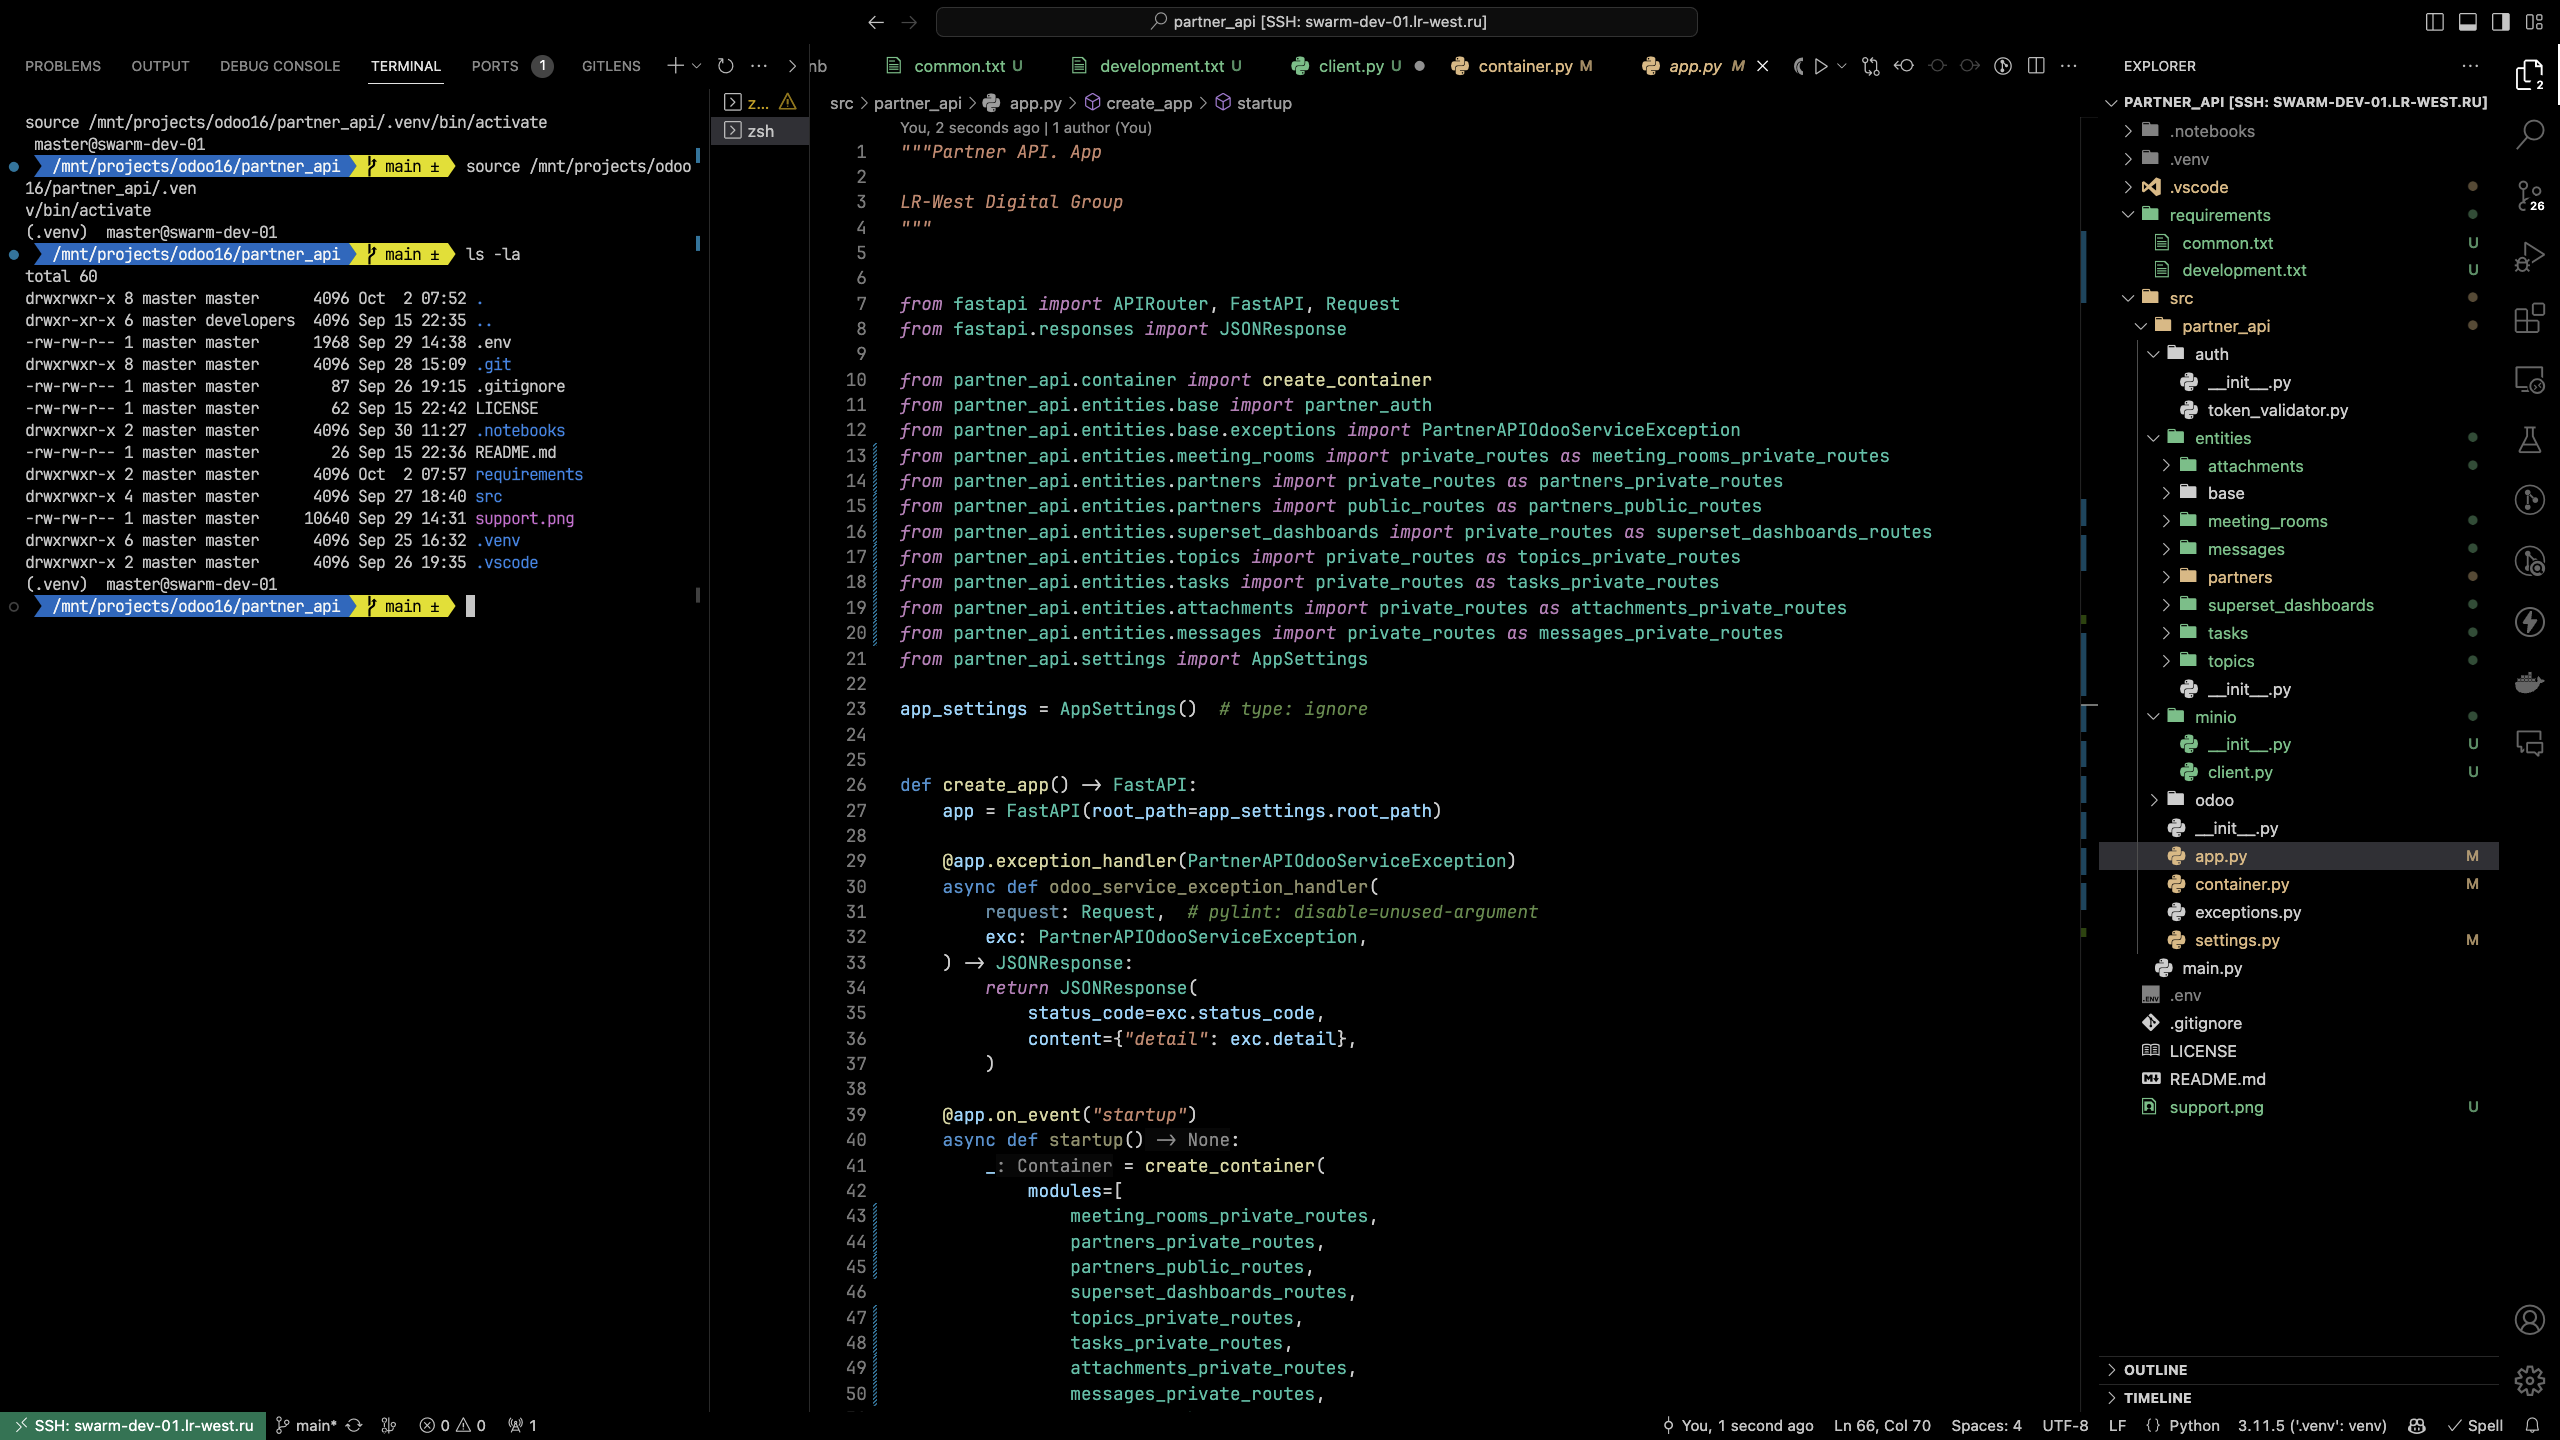 partner_api [SSH: swarm-dev-01.lr-west.ru]
PROBLEMS OUTPUT DEBUG CONSOLE TERMINAL PORTS 1 GITLENS
source /mnt/projects/odoo16/partner_api/.venv/bin/activate
master@swarm-dev-01
/mnt/projects/odoo16/partner_api main ± source /mnt/projects/odoo
16/partner_api/.ven
v/bin/activate
(.venv) master@swarm-dev-01
/mnt/projects/odoo16/partner_api main ± ls -la
total 60
drwxrwxr-x 8 master master 4096 Oct 2 07:52 .
drwxr-xr-x 6 master developers 4096 Sep 15 22:35 ..
-rw-rw-r-- 1 master master 1968 Sep 29 14:38 .env
drwxrwxr-x 8 master master 4096 Sep 28 15:09 .git
-rw-rw-r-- 1 master master 87 Sep 26 19:15 .gitignore
-rw-rw-r-- 1 master master 62 Sep 15 22:42 LICENSE
drwxrwxr-x 2 master master 4096 Sep 30 11:27 .notebooks
-rw-rw-r-- 1 master master 26 Sep 15 22:36 README.md
drwxrwxr-x 2 master master 4096 Oct 2 07:57 requirements
drwxrwxr-x 4 master master 4096 Sep 27 18:40 src
-rw-rw-r-- 1 master master 10640 Sep 29 14:31 support.png
drwxrwxr-x 6 master master 4096 Sep 25 16:32 .venv
drwxrwxr-x 2 master master 4096 Sep 26 19:35 .vscode
(.venv) master@swarm-dev-01
/mnt/projects/odoo16/partner_api main ±
z...
zsh
nb common.txt U development.txt U client.py U container.py M app.py M
src > partner_api > app.py > create_app > startup
You, 2 seconds ago | 1 author (You)
1 """Partner API. App
2
3 LR-West Digital Group
4 """
5
6
7 from fastapi import APIRouter, FastAPI, Request
8 from fastapi.responses import JSONResponse
9
10 from partner_api.container import create_container
11 from partner_api.entities.base import partner_auth
12 from partner_api.entities.base.exceptions import PartnerAPIOdooServiceException
13 from partner_api.entities.meeting_rooms import private_routes as meeting_rooms_private_routes
14 from partner_api.entities.partners import private_routes as partners_private_routes
15 from partner_api.entities.partners import public_routes as partners_public_routes
16 from partner_api.entities.superset_dashboards import private_routes as superset_dashboards_routes
17 from partner_api.entities.topics import private_routes as topics_private_routes
18 from partner_api.entities.tasks import private_routes as tasks_private_routes
19 from partner_api.entities.attachments import private_routes as attachments_private_routes
20 from partner_api.entities.messages import private_routes as messages_private_routes
21 from partner_api.settings import AppSettings
22
23 app_settings = AppSettings() # type: ignore
24
25
26 def create_app() -> FastAPI:
27 app = FastAPI(root_path=app_settings.root_path)
28
29 @app.exception_handler(PartnerAPIOdooServiceException)
30 async def odoo_service_exception_handler(
31 request: Request, # pylint: disable=unused-argument
32 exc: PartnerAPIOdooServiceException,
33 ) -> JSONResponse:
34 return JSONResponse(
35 status_code=exc.status_code,
36 content={"detail": exc.detail},
37 )
38
39 @app.on_event("startup")
40 async def startup() -> None:
41 _: Container = create_container(
42 modules=[
43 meeting_rooms_private_routes,
44 partners_private_routes,
45 partners_public_routes,
46 superset_dashboards_routes,
47 topics_private_routes,
48 tasks_private_routes,
49 attachments_private_routes,
50 messages_private_routes,
EXPLORER
PARTNER_API [SSH: SWARM-DEV-01.LR-WEST.RU]
.notebooks
.venv
.vscode
requirements
common.txt U
development.txt U
src
partner_api
auth
__init__.py
token_validator.py
entities
attachments
base
meeting_rooms
messages
partners
superset_dashboards
tasks
topics
__init__.py
minio
__init__.py U
client.py U
odoo
__init__.py
app.py M
container.py M
exceptions.py
settings.py M
main.py
.env
.gitignore
LICENSE
README.md
support.png U
OUTLINE
TIMELINE
2
26
SSH: swarm-dev-01.lr-west.ru main* 0 0 1 You, 1 second ago Ln 66, Col 70 Spaces: 4 UTF-8 LF Python 3.11.5 ('.venv': venv) Spell